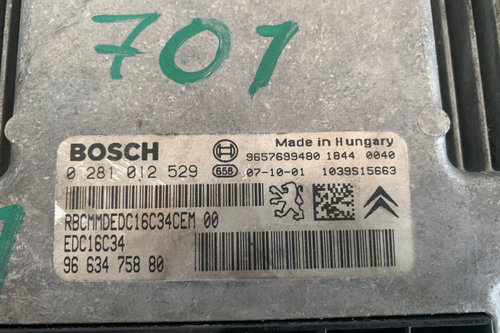 701
BOSCH
Made in Hungary
9657699480 1844 0040
0 281 012 529 658 07-10-01 1039S15663
RBCMMDEDC16C34CEM 00
EDC16C34
96 634 758 80